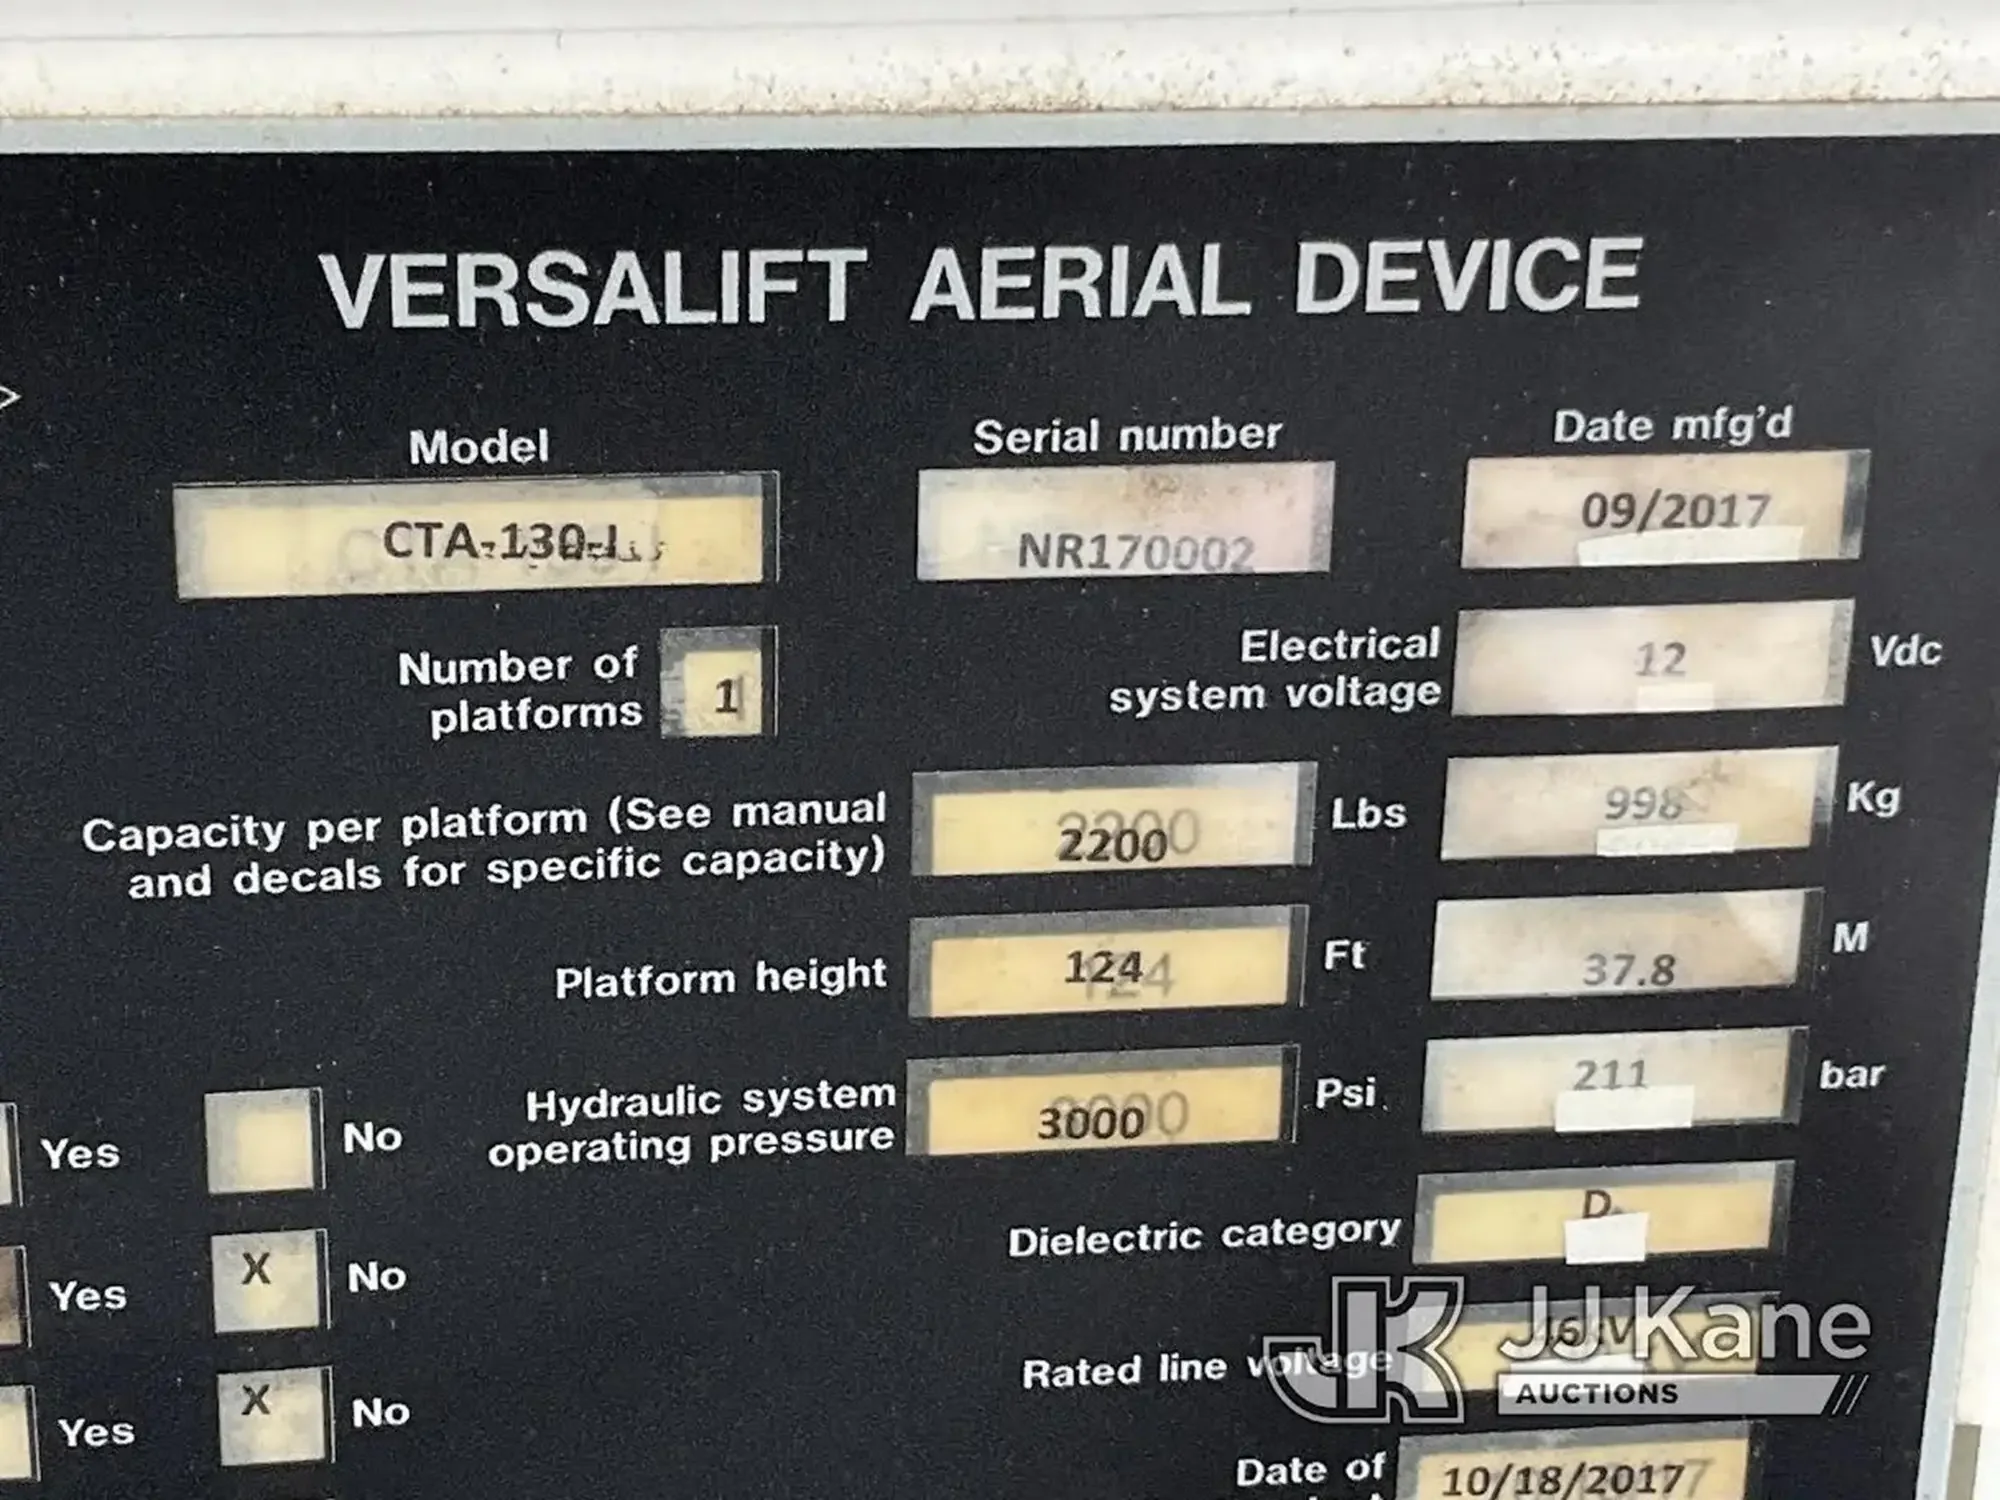 VERSALIFT AERIAL DEVICE
Model Serial number Date mfg'd
NR170002 09/2017
Number of platforms 1
Electrical system voltage 12 Vdc
Capacity per platform (See manual
and decals for specific capacity) 2200 Lbs 998 Kg
Platform height 124 Ft 37.8 M
Hydraulic system
operating pressure 3000 Psi 211 bar
Yes No
Dielectric category D
Yes X No
Rated line voltage
JJ Kane
AUCTIONS
Yes X No
Date of 10/18/2017